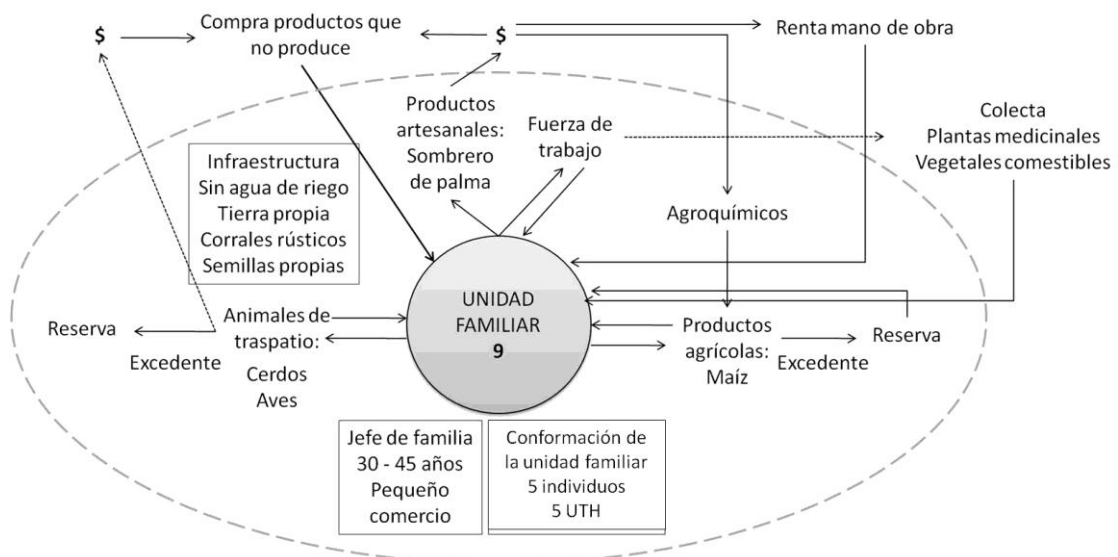 $
Compra productos que
no produce
$
Renta mano de obra
Productos
artesanales:
Sombrero
de palma
Fuerza de
trabajo
Colecta
Plantas medicinales
Vegetales comestibles
Infraestructura
Sin agua de riego
Tierra propia
Corrales rústicos
Semillas propias
Agroquímicos
UNIDAD
FAMILIAR
9
Reserva
Excedente
Animales de
traspatio:
Cerdos
Aves
Productos
agrícolas:
Maíz
Excedente
Reserva
Jefe de familia
30 - 45 años
Pequeño
comercio
Conformación de
la unidad familiar
5 individuos
5 UTH